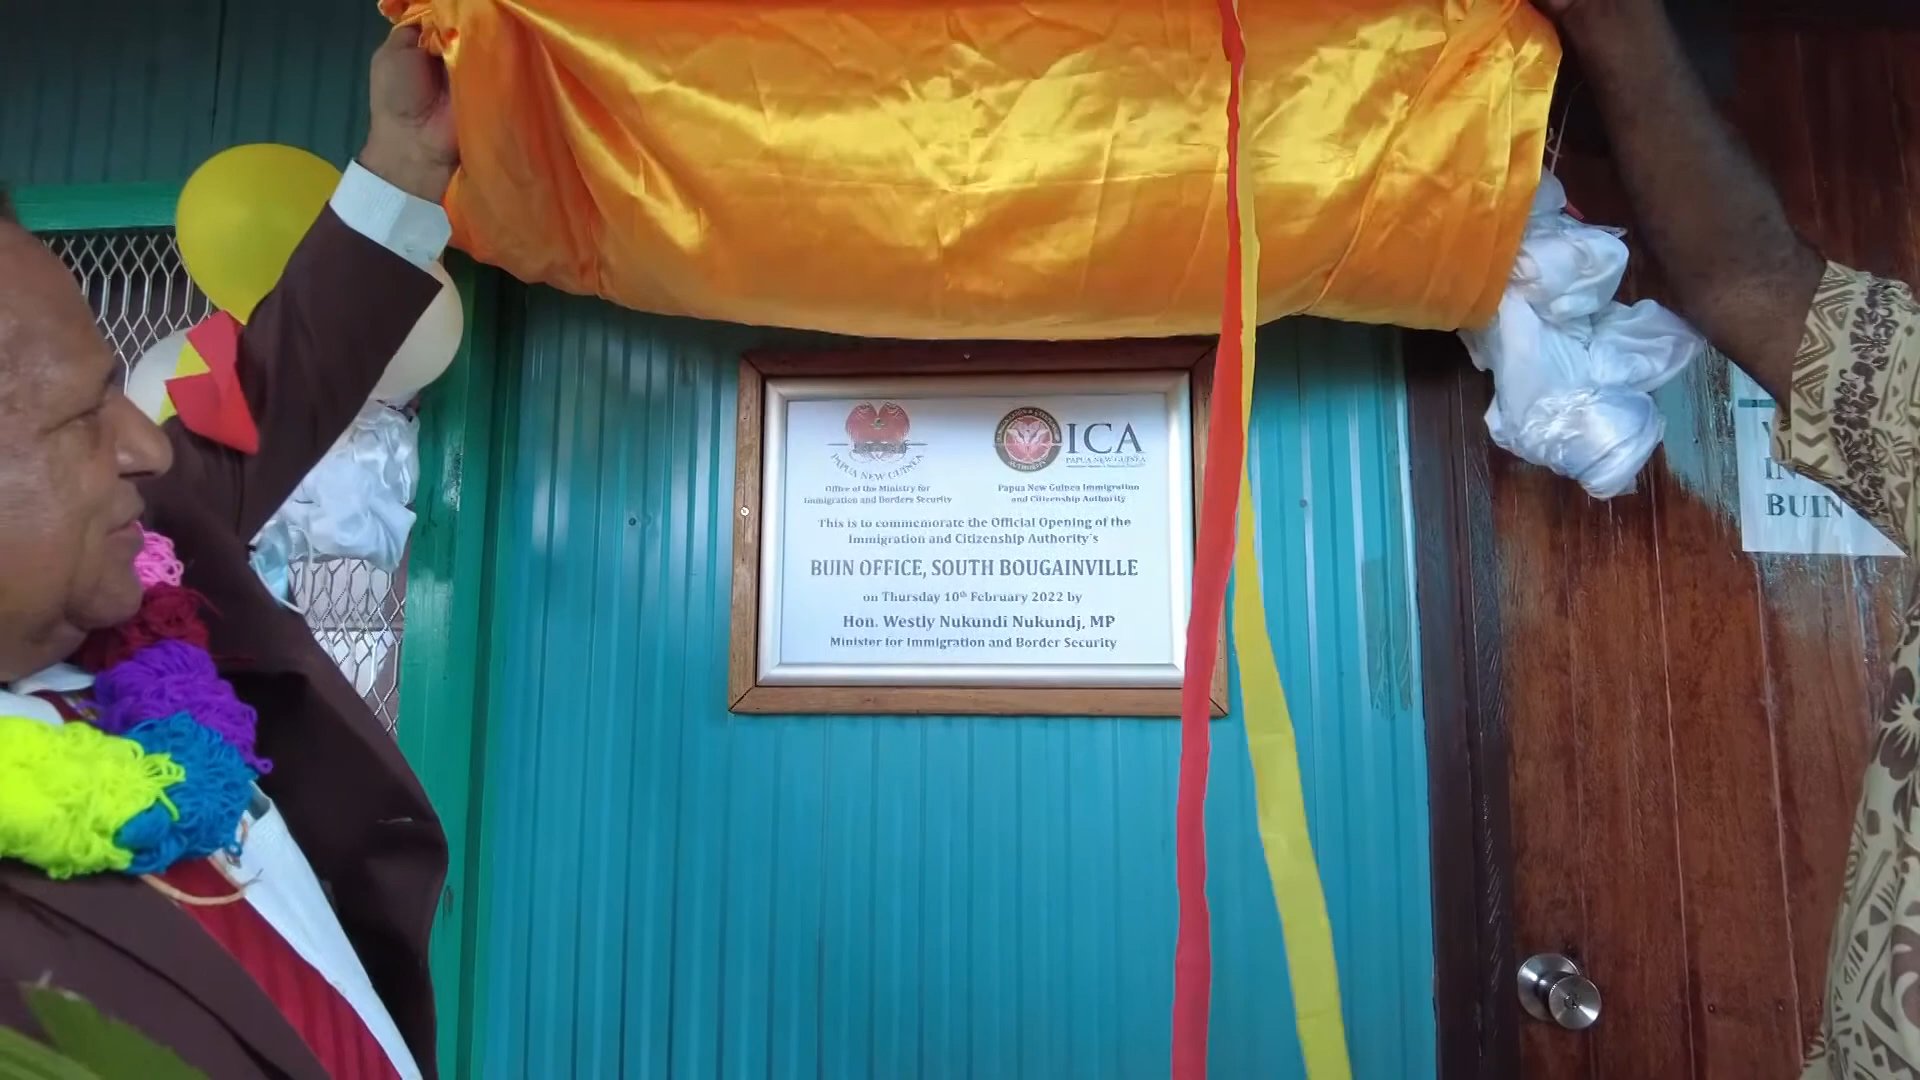 PAPUA NEW GUINEA
Office of the Ministry for
Immigration and Borders Security
ICA
PAPUA NEW GUINEA
Papua New Guinea Immigration
and Citizenship Authority
This is to commemorate the Official Opening of the
Immigration and Citizenship Authority's
BUIN OFFICE, SOUTH BOUGAINVILLE
on Thursday 10th February 2022 by
Hon. Westly Nukundi Nukundj, MP
Minister for Immigration and Border Security
BUIN